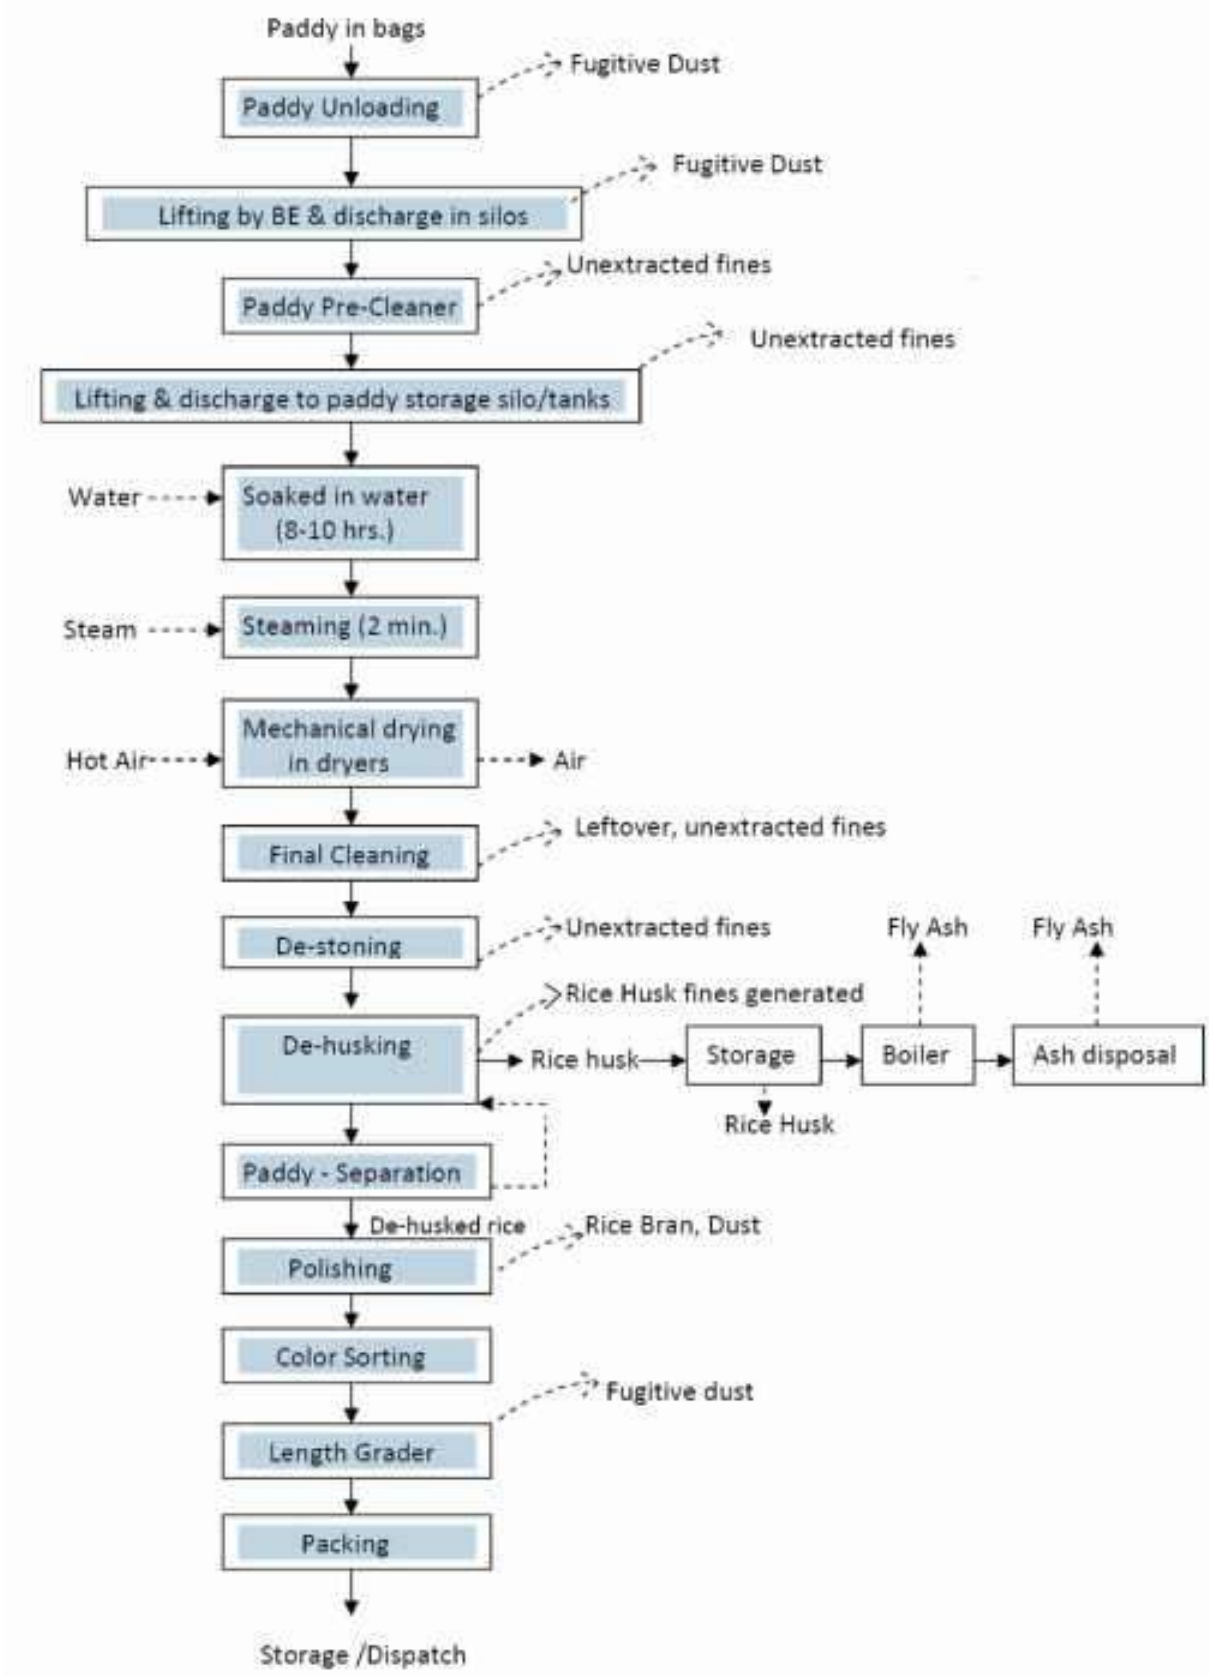 Paddy in bags
Fugitive Dust
Paddy Unloading
Fugitive Dust
Lifting by BE & discharge in silos
Unextracted fines
Paddy Pre-Cleaner
Unextracted fines
Lifting & discharge to paddy storage silo/tanks
Water
Soaked in water
(8-10 hrs.)
Steam
Steaming (2 min.)
Mechanical drying
in dryers
Hot Air
Air
Leftover, unextracted fines
Final Cleaning
Unextracted fines
De-stoning
Fly Ash
Fly Ash
Rice Husk fines generated
De-husking
Rice husk
Storage
Boiler
Ash disposal
Rice Husk
Paddy - Separation
De-husked rice
Rice Bran, Dust
Polishing
Color Sorting
Fugitive dust
Length Grader
Packing
Storage /Dispatch